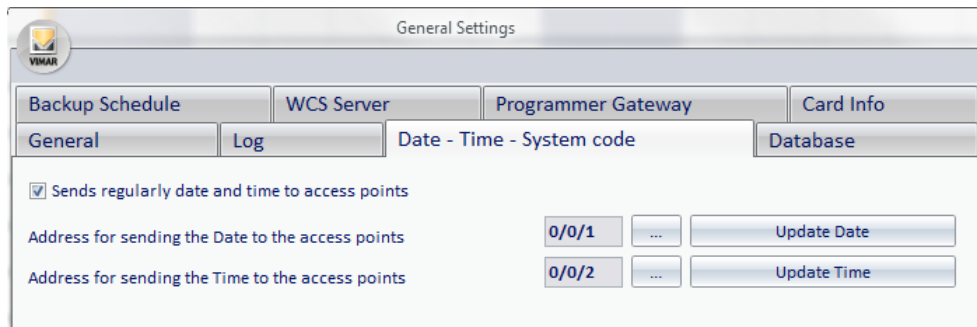 General Settings
VIMAR
Backup Schedule WCS Server Programmer Gateway Card Info
General Log Date - Time - System code Database
Sends regularly date and time to access points
Address for sending the Date to the access points 0/0/1 ... Update Date
Address for sending the Time to the access points 0/0/2 ... Update Time